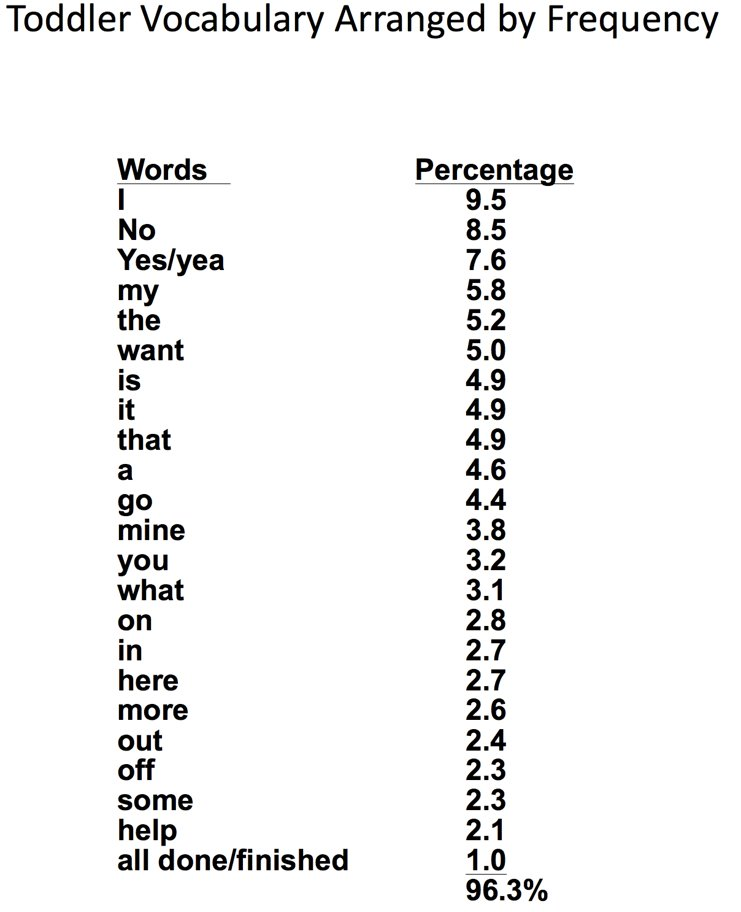 Toddler Vocabulary Arranged by Frequency
Words Percentage
I 9.5
No 8.5
Yes/yea 7.6
my 5.8
the 5.2
want 5.0
is 4.9
it 4.9
that 4.9
a 4.6
go 4.4
mine 3.8
you 3.2
what 3.1
on 2.8
in 2.7
here 2.7
more 2.6
out 2.4
off 2.3
some 2.3
help 2.1
all done/finished 1.0
96.3%